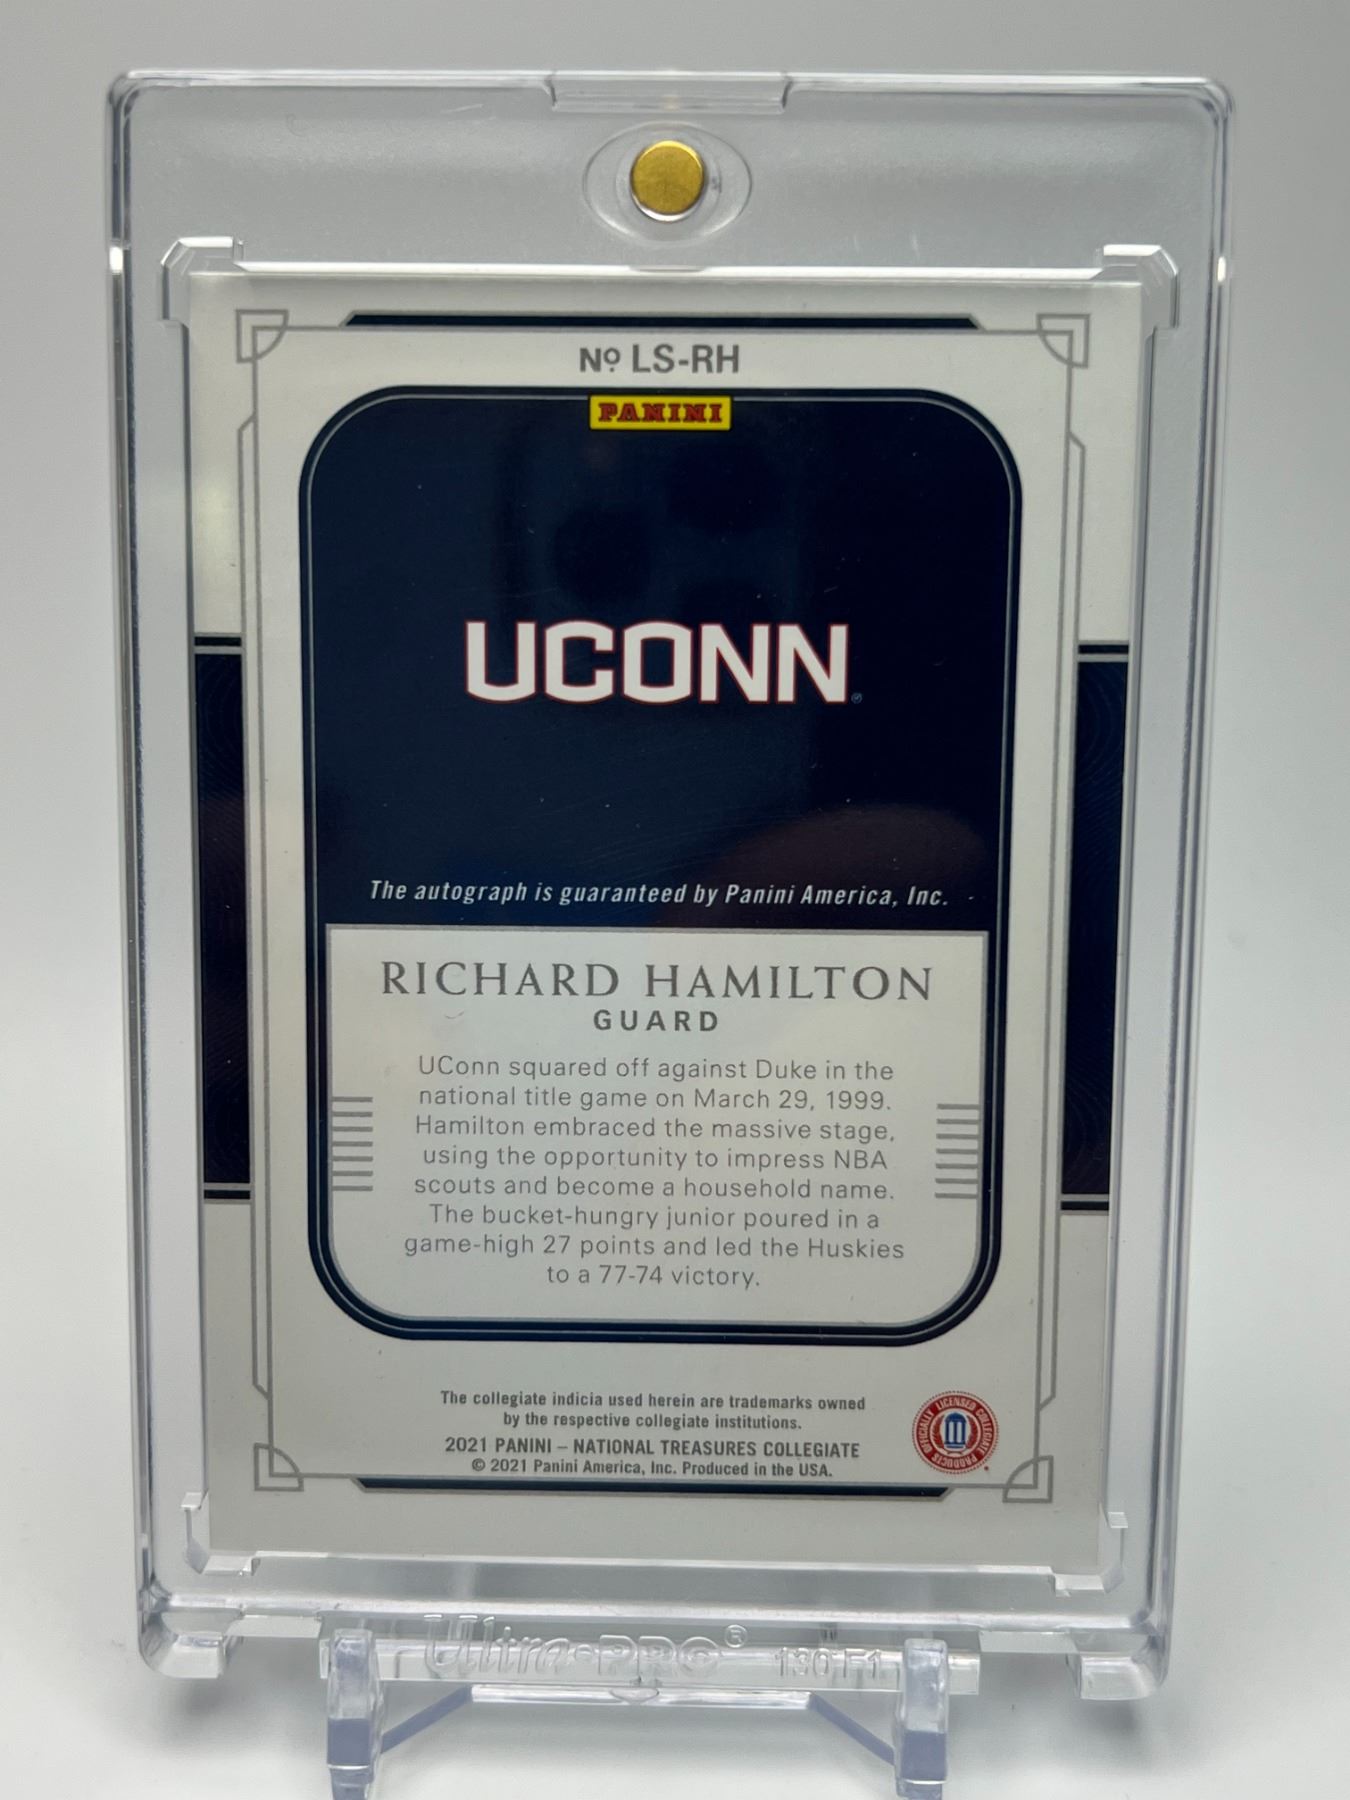 Nº LS-RH
PANINI
UCONN
The autograph is guaranteed by Panini America, Inc.
RICHARD HAMILTON
GUARD
UConn squared off against Duke in the
national title game on March 29, 1999.
Hamilton embraced the massive stage,
using the opportunity to impress NBA
scouts and become a household name.
The bucket-hungry junior poured in a
game-high 27 points and led the Huskies
to a 77-74 victory.
The collegiate indicia used herein are trademarks owned
by the respective collegiate institutions.
2021 PANINI – NATIONAL TREASURES COLLEGIATE
© 2021 Panini America, Inc. Produced in the USA.
OFFICIALLY LICENSED COLLEGIATE PRODUCTS
Ultra•PRO®